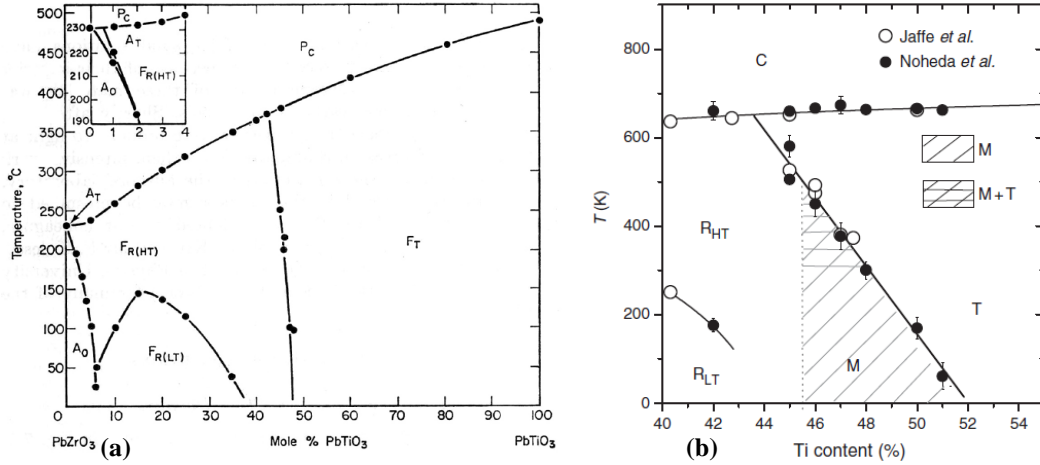 500
450
400
350
300
250
200
150
100
50
Temperature, °C
230
220
210
200
190
0 1 2 3 4
P_C
A_T
F_R(HT)
A_O
P_C
A_T
F_R(HT)
F_T
A_O
F_R(LT)
0 10 20 30 40 50 60 70 80 90 100
PbZrO₃ (a) Mole % PbTiO₃ PbTiO₃
b
800
600
400
200
0
T (K)
C
Jaffe et al.
Noheda et al.
M
M+T
R_HT
T
R_LT
M
40 42 44 46 48 50 52 54
(b) Ti content (%)